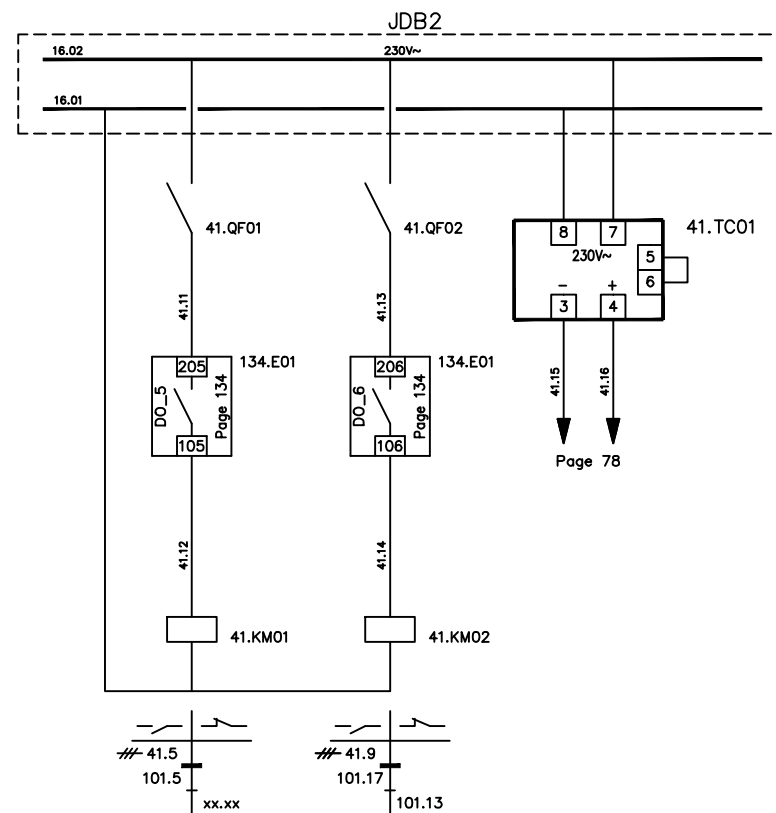 JDB2
16.02
230V~
16.01
41.QF01
41.QF02
41.TC01
8
7
230V~
5
6
-
+
3
4
41.11
41.13
41.15
41.16
205
134.E01
206
134.E01
DO_5
Page 134
DO_6
Page 134
105
106
Page 78
41.12
41.14
41.KM01
41.KM02
41.5
41.9
101.5
101.17
xx.xx
101.13